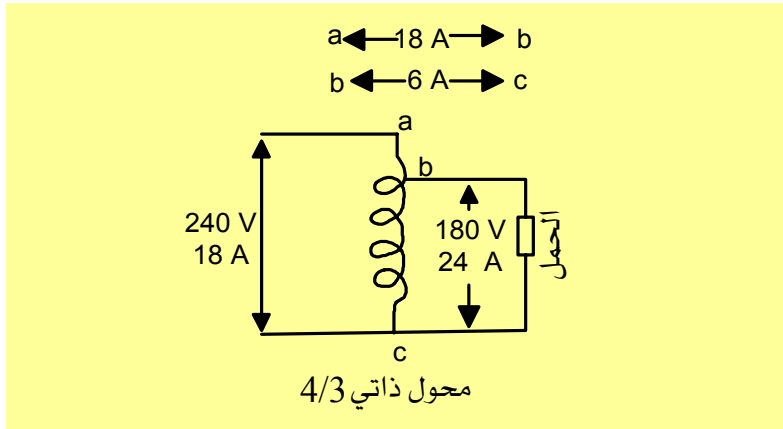 a 18 A b
b 6 A c
a
b
240 V
18 A
180 V
24 A
الحمل
c
محول ذاتي 4/3